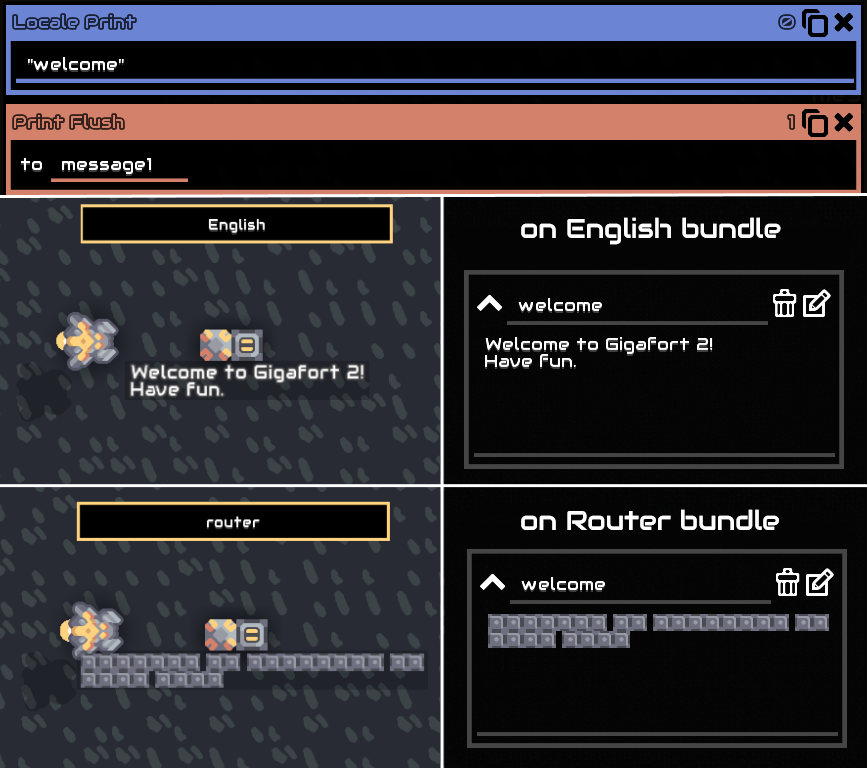 Locale Print
0
"welcome"
Print Flush
1
to message1
English
Welcome to Gigafort 2!
Have fun.
on English bundle
welcome
Welcome to Gigafort 2!
Have fun.
router
on Router bundle
welcome